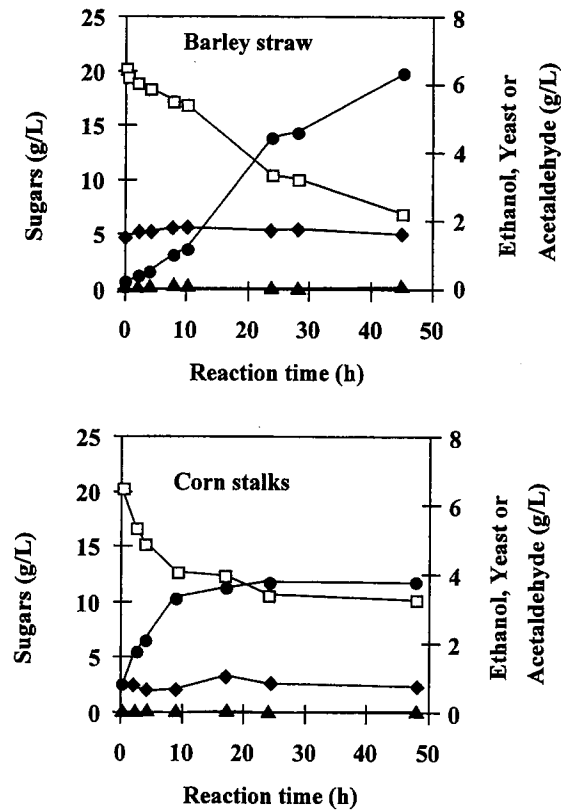 Barley straw
25
20
15
10
5
0
Sugars (g/L)
8
6
4
2
0
Ethanol, Yeast or
Acetaldehyde (g/L)
0 10 20 30 40 50
Reaction time (h)
Corn stalks
25
20
15
10
5
0
Sugars (g/L)
8
6
4
2
0
Ethanol, Yeast or
Acetaldehyde (g/L)
0 10 20 30 40 50
Reaction time (h)